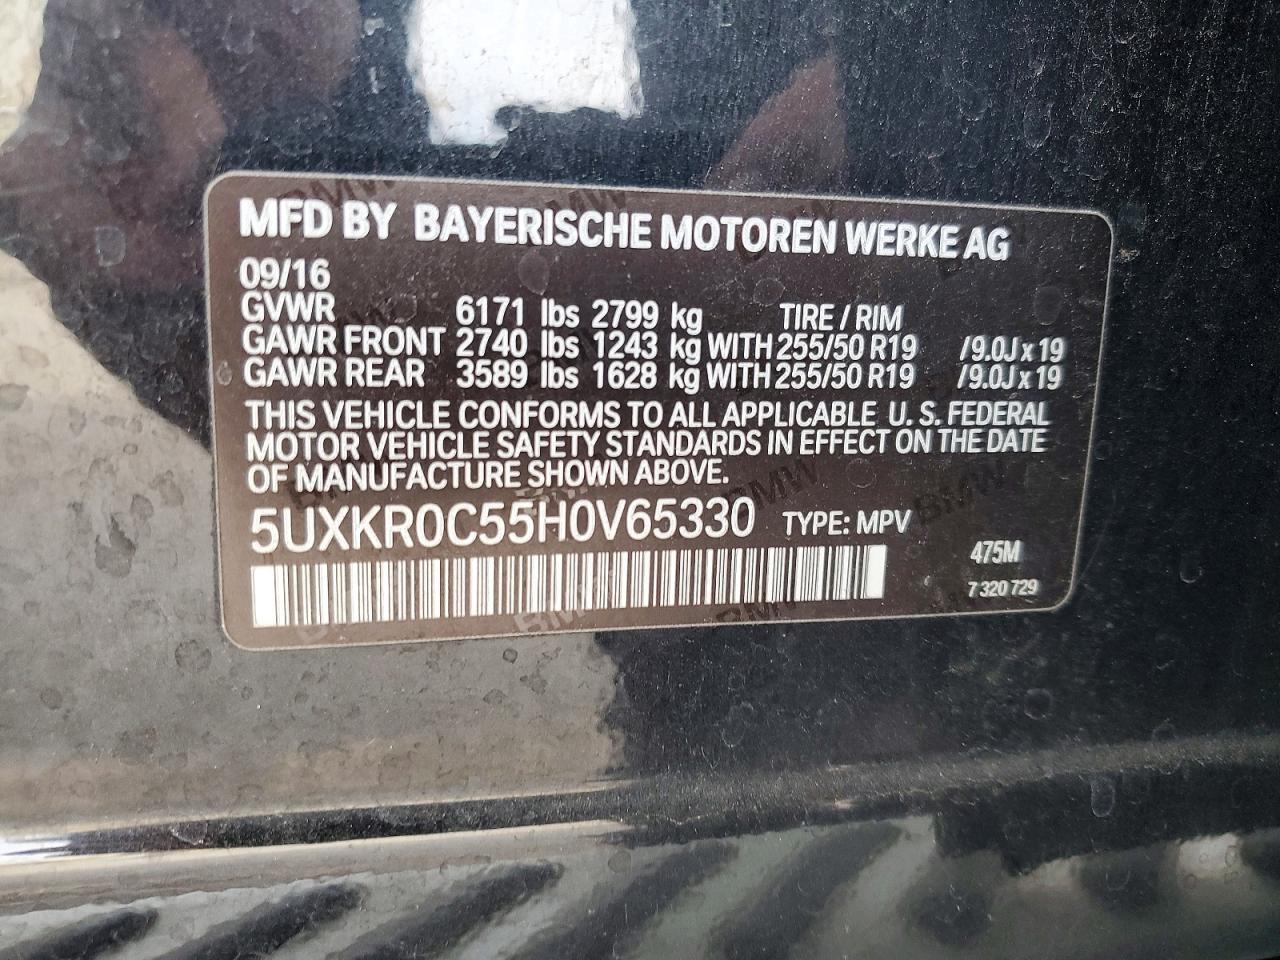 MFD BY BAYERISCHE MOTOREN WERKE AG
09/16
GVWR 6171 lbs 2799 kg TIRE / RIM
GAWR FRONT 2740 lbs 1243 kg WITH 255/50 R19 /9.0J x 19
GAWR REAR 3589 lbs 1628 kg WITH 255/50 R19 /9.0J x 19
THIS VEHICLE CONFORMS TO ALL APPLICABLE U. S. FEDERAL
MOTOR VEHICLE SAFETY STANDARDS IN EFFECT ON THE DATE
OF MANUFACTURE SHOWN ABOVE.
5UXKR0C55H0V65330 TYPE: MPV
475M
7 320 729